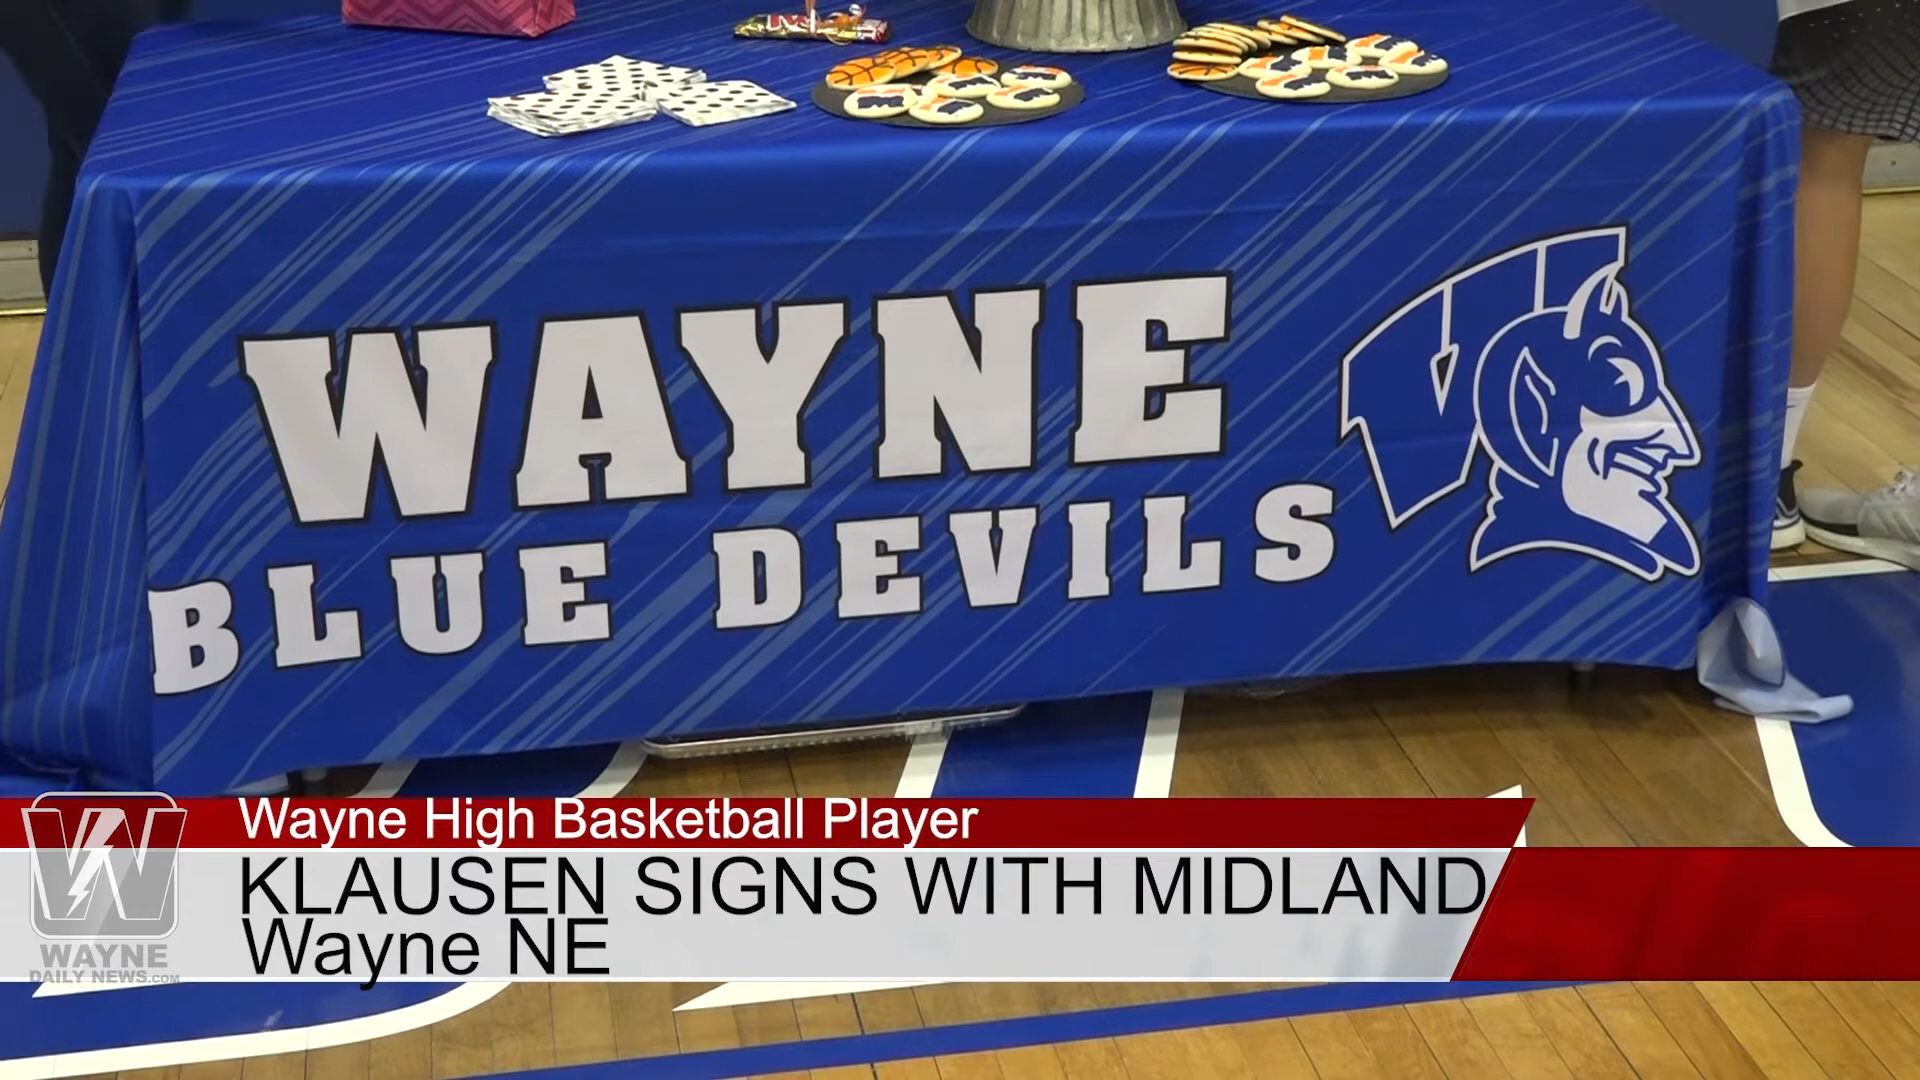 WAYNE
BLUE DEVILS
Wayne High Basketball Player
KLAUSEN SIGNS WITH MIDLAND
Wayne NE
W
WAYNE
DAILY NEWS.COM